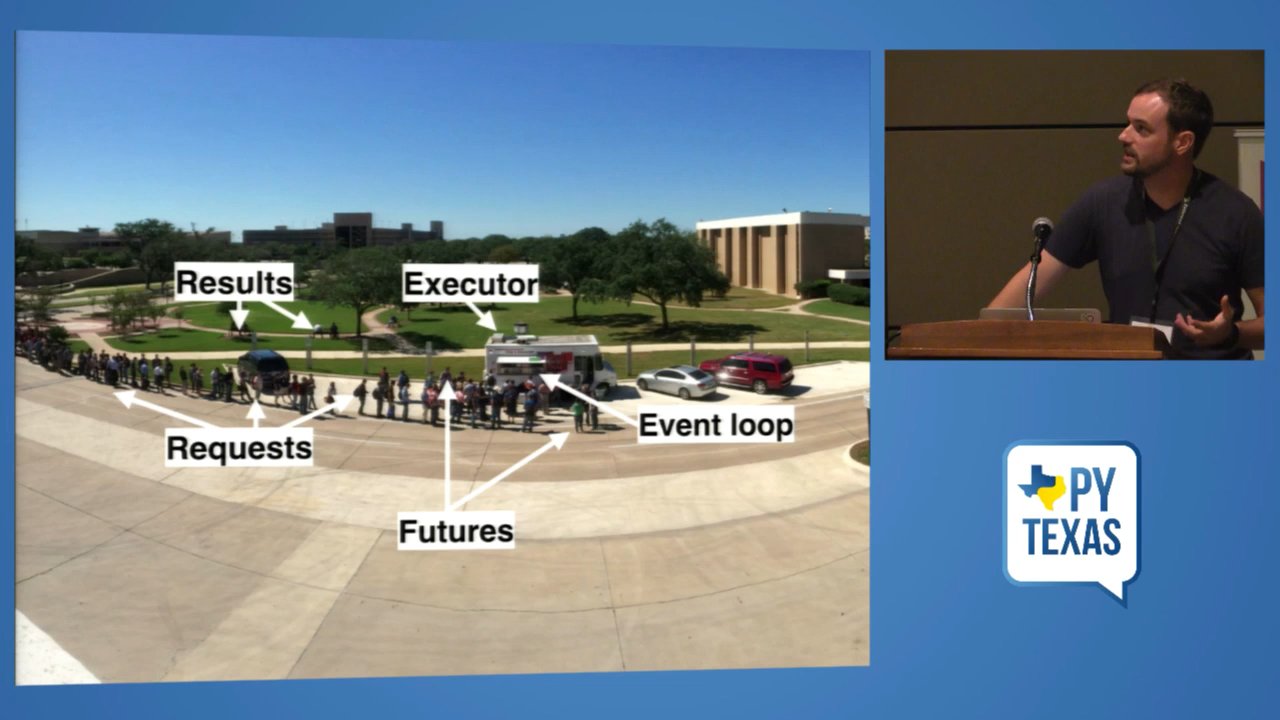 Results
Executor
Event loop
Requests
Futures
PY
TEXAS